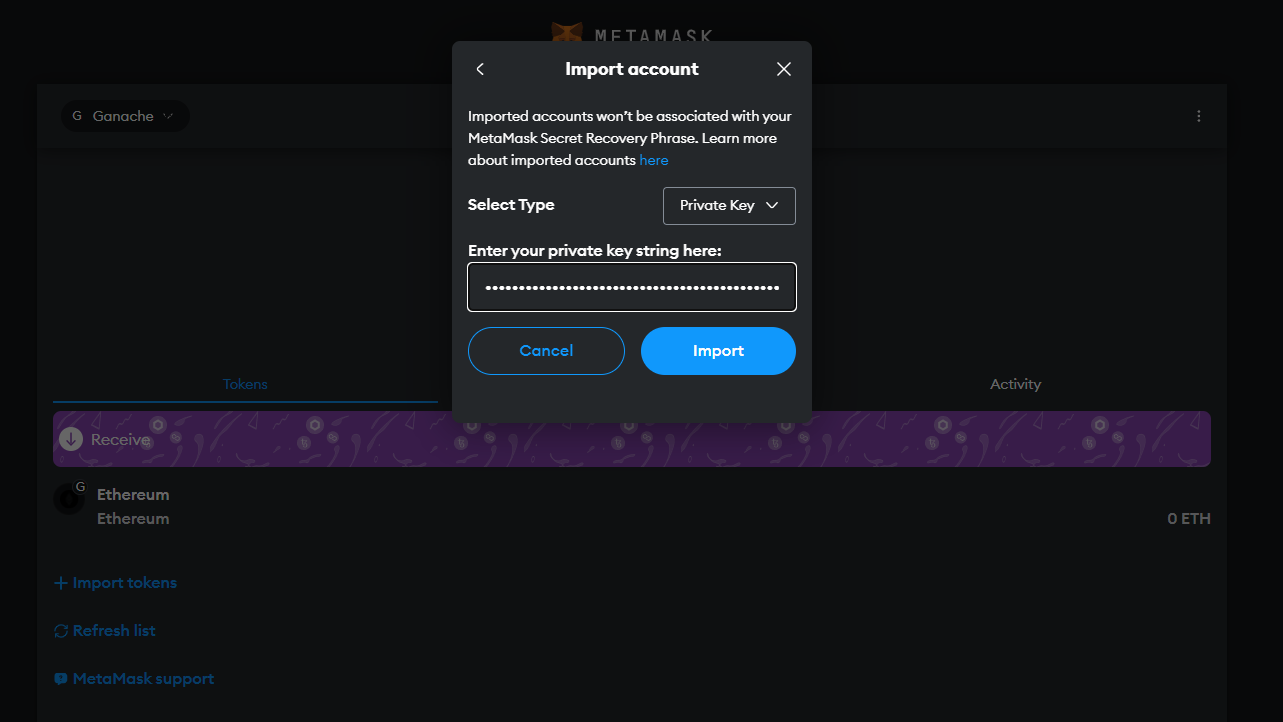 METAMASK
Import account
G Ganache
Imported accounts won’t be associated with your
MetaMask Secret Recovery Phrase. Learn more
about imported accounts here
Select Type
Private Key
Enter your private key string here:
••••••••••••••••••••••••••••••••••••••••••••
Cancel
Import
Tokens
Activity
Receive
G
Ethereum
Ethereum
0 ETH
Import tokens
Refresh list
MetaMask support